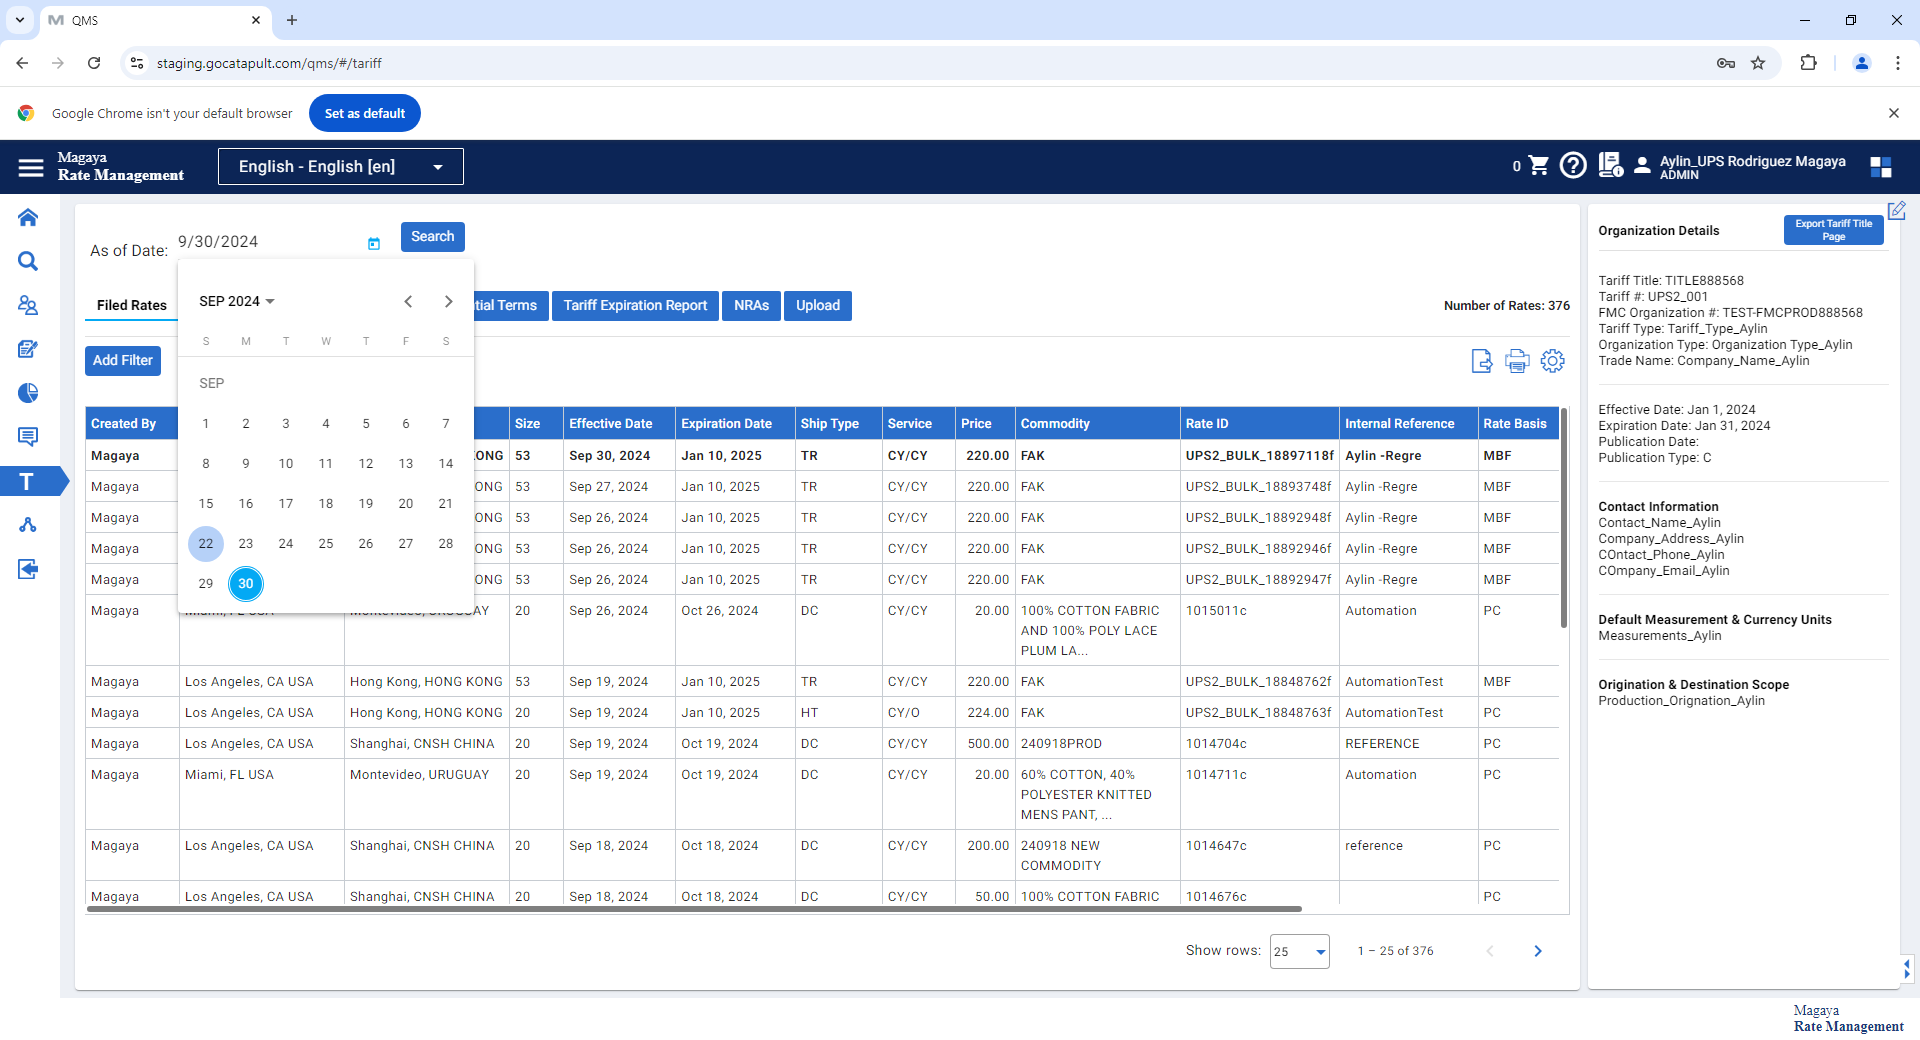 QMS
staging.gocatapult.com/qms/#/tariff
Google Chrome isn't your default browser
Set as default
Magaya
Rate Management
English - English [en]
0
Aylin_UPS Rodriguez Magaya
ADMIN
As of Date:
9/30/2024
Search
Filed Rates
tial Terms
Tariff Expiration Report
NRAs
Upload
Number of Rates: 376
SEP 2024
S M T W T F S
SEP
1 2 3 4 5 6 7
8 9 10 11 12 13 14
15 16 17 18 19 20 21
22 23 24 25 26 27 28
29 30
Add Filter
Created By Size Effective Date Expiration Date Ship Type Service Price Commodity Rate ID Internal Reference Rate Basis
Magaya ONG 53 Sep 30, 2024 Jan 10, 2025 TR CY/CY 220.00 FAK UPS2_BULK_18897118f Aylin -Regre MBF
Magaya ONG 53 Sep 27, 2024 Jan 10, 2025 TR CY/CY 220.00 FAK UPS2_BULK_18893748f Aylin -Regre MBF
Magaya ONG 53 Sep 26, 2024 Jan 10, 2025 TR CY/CY 220.00 FAK UPS2_BULK_18892948f Aylin -Regre MBF
Magaya ONG 53 Sep 26, 2024 Jan 10, 2025 TR CY/CY 220.00 FAK UPS2_BULK_18892946f Aylin -Regre MBF
Magaya ONG 53 Sep 26, 2024 Jan 10, 2025 TR CY/CY 220.00 FAK UPS2_BULK_18892947f Aylin -Regre MBF
Magaya Miami, FL USA Montevideo, URUGUAY 20 Sep 26, 2024 Oct 26, 2024 DC CY/CY 20.00 100% COTTON FABRIC 1015011c Automation PC
AND 100% POLY LACE
PLUM LA...
Magaya Los Angeles, CA USA Hong Kong, HONG KONG 53 Sep 19, 2024 Jan 10, 2025 TR CY/CY 220.00 FAK UPS2_BULK_18848762f AutomationTest MBF
Magaya Los Angeles, CA USA Hong Kong, HONG KONG 20 Sep 19, 2024 Jan 10, 2025 HT CY/O 224.00 FAK UPS2_BULK_18848763f AutomationTest PC
Magaya Los Angeles, CA USA Shanghai, CNSH CHINA 20 Sep 19, 2024 Oct 19, 2024 DC CY/CY 500.00 240918PROD 1014704c REFERENCE PC
Magaya Miami, FL USA Montevideo, URUGUAY 20 Sep 19, 2024 Oct 19, 2024 DC CY/CY 20.00 60% COTTON, 40% 1014711c Automation PC
POLYESTER KNITTED
MENS PANT, ...
Magaya Los Angeles, CA USA Shanghai, CNSH CHINA 20 Sep 18, 2024 Oct 18, 2024 DC CY/CY 200.00 240918 NEW 1014647c reference PC
COMMODITY
Magaya Los Angeles, CA USA Shanghai, CNSH CHINA 20 Sep 18, 2024 Oct 18, 2024 DC CY/CY 50.00 100% COTTON FABRIC 1014676c PC
Show rows: 25 1 – 25 of 376
Organization Details
Export Tariff Title
Page
Tariff Title: TITLE888568
Tariff #: UPS2_001
FMC Organization #: TEST-FMCPROD888568
Tariff Type: Tariff_Type_Aylin
Organization Type: Organization Type_Aylin
Trade Name: Company_Name_Aylin
Effective Date: Jan 1, 2024
Expiration Date: Jan 31, 2024
Publication Date:
Publication Type: C
Contact Information
Contact_Name_Aylin
Company_Address_Aylin
COntact_Phone_Aylin
COmpany_Email_Aylin
Default Measurement & Currency Units
Measurements_Aylin
Origination & Destination Scope
Production_Orignation_Aylin
Magaya
Rate Management